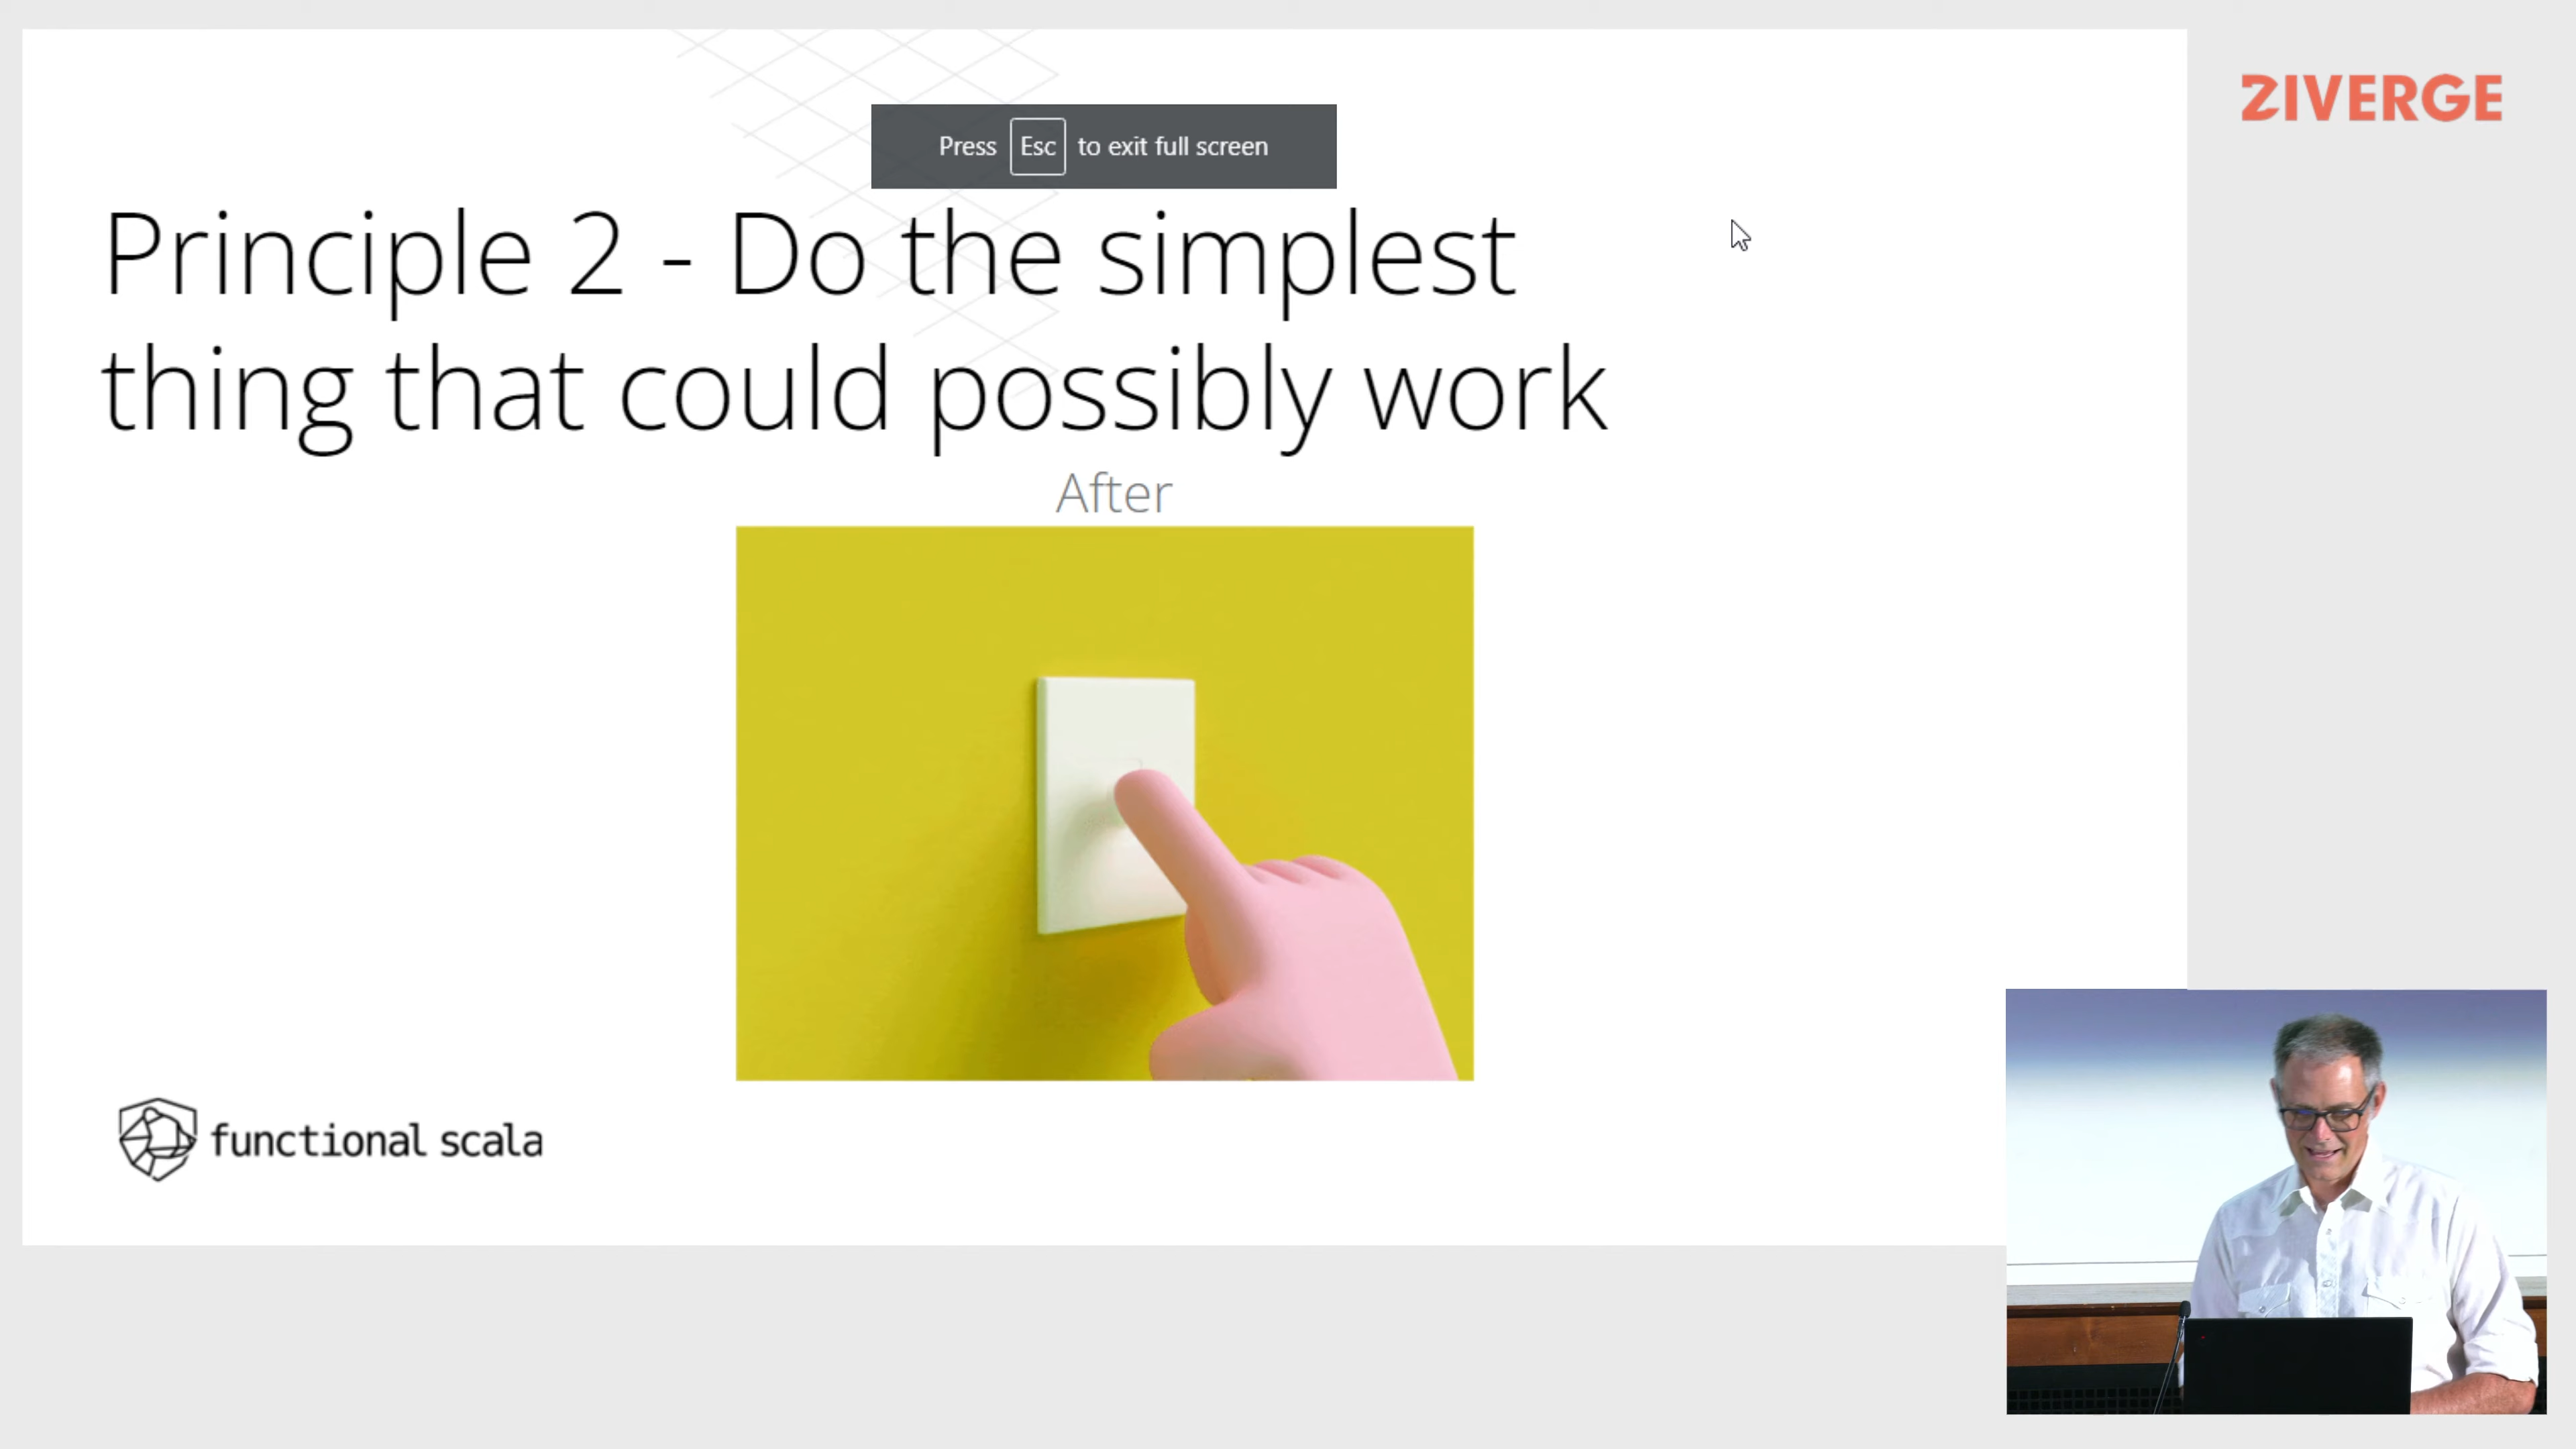 ZIVERGE
Press Esc to exit full screen
Principle 2 - Do the simplest
thing that could possibly work
After
functional scala